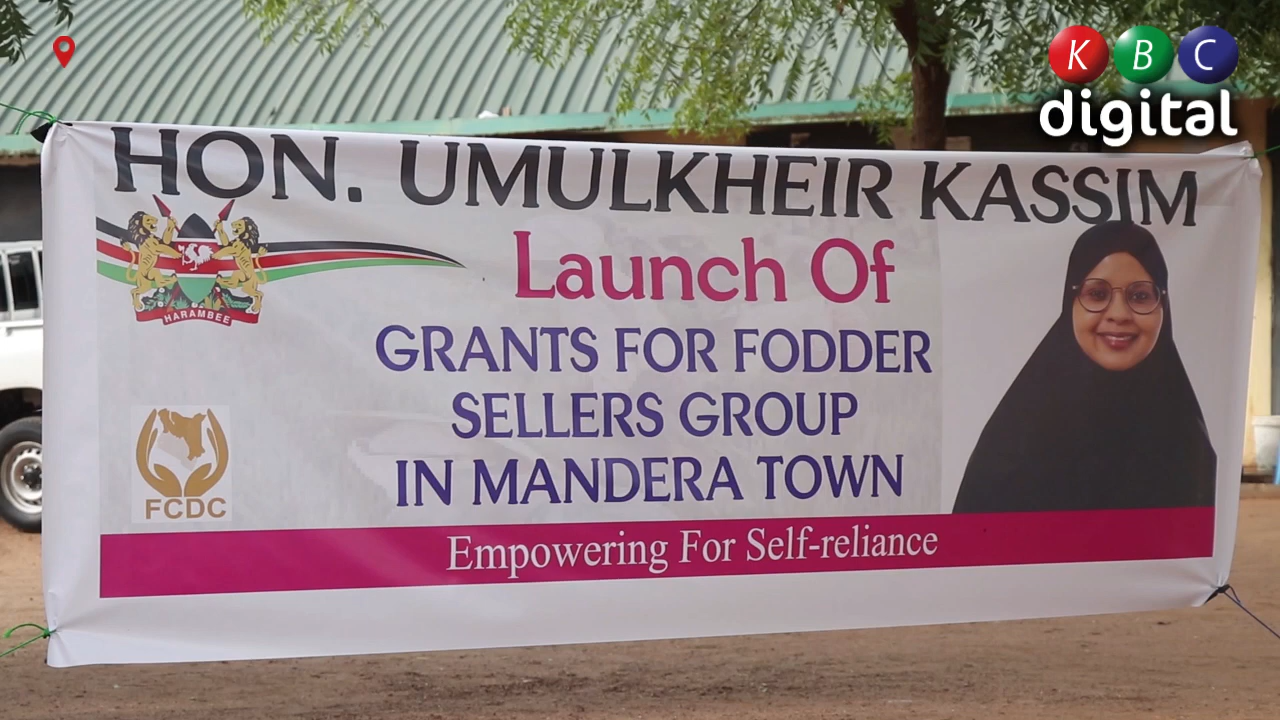 K B C
digital
HON. UMULKHEIR KASSIM
Launch Of
HARAMBEE
GRANTS FOR FODDER
SELLERS GROUP
IN MANDERA TOWN
FCDC
Empowering For Self-reliance